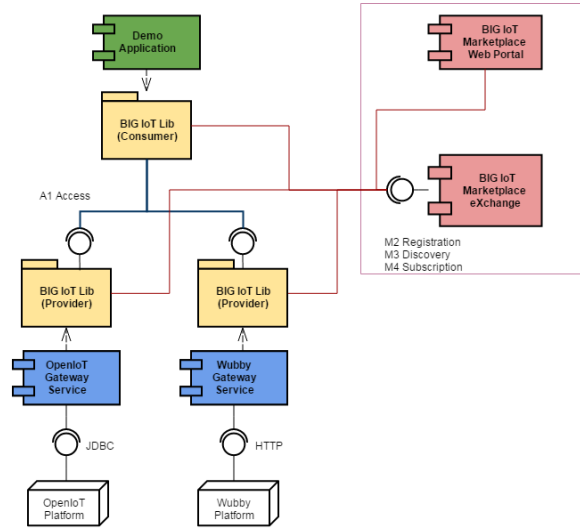 Demo
Application
BIG IoT
Marketplace
Web Portal
BIG IoT Lib
(Consumer)
BIG IoT
Marketplace
eXchange
A1 Access
M2 Registration
M3 Discovery
M4 Subscription
BIG IoT Lib
(Provider)
BIG IoT Lib
(Provider)
OpenIoT
Gateway
Service
Wubby
Gateway
Service
JDBC
HTTP
OpenIoT
Platform
Wubby
Platform